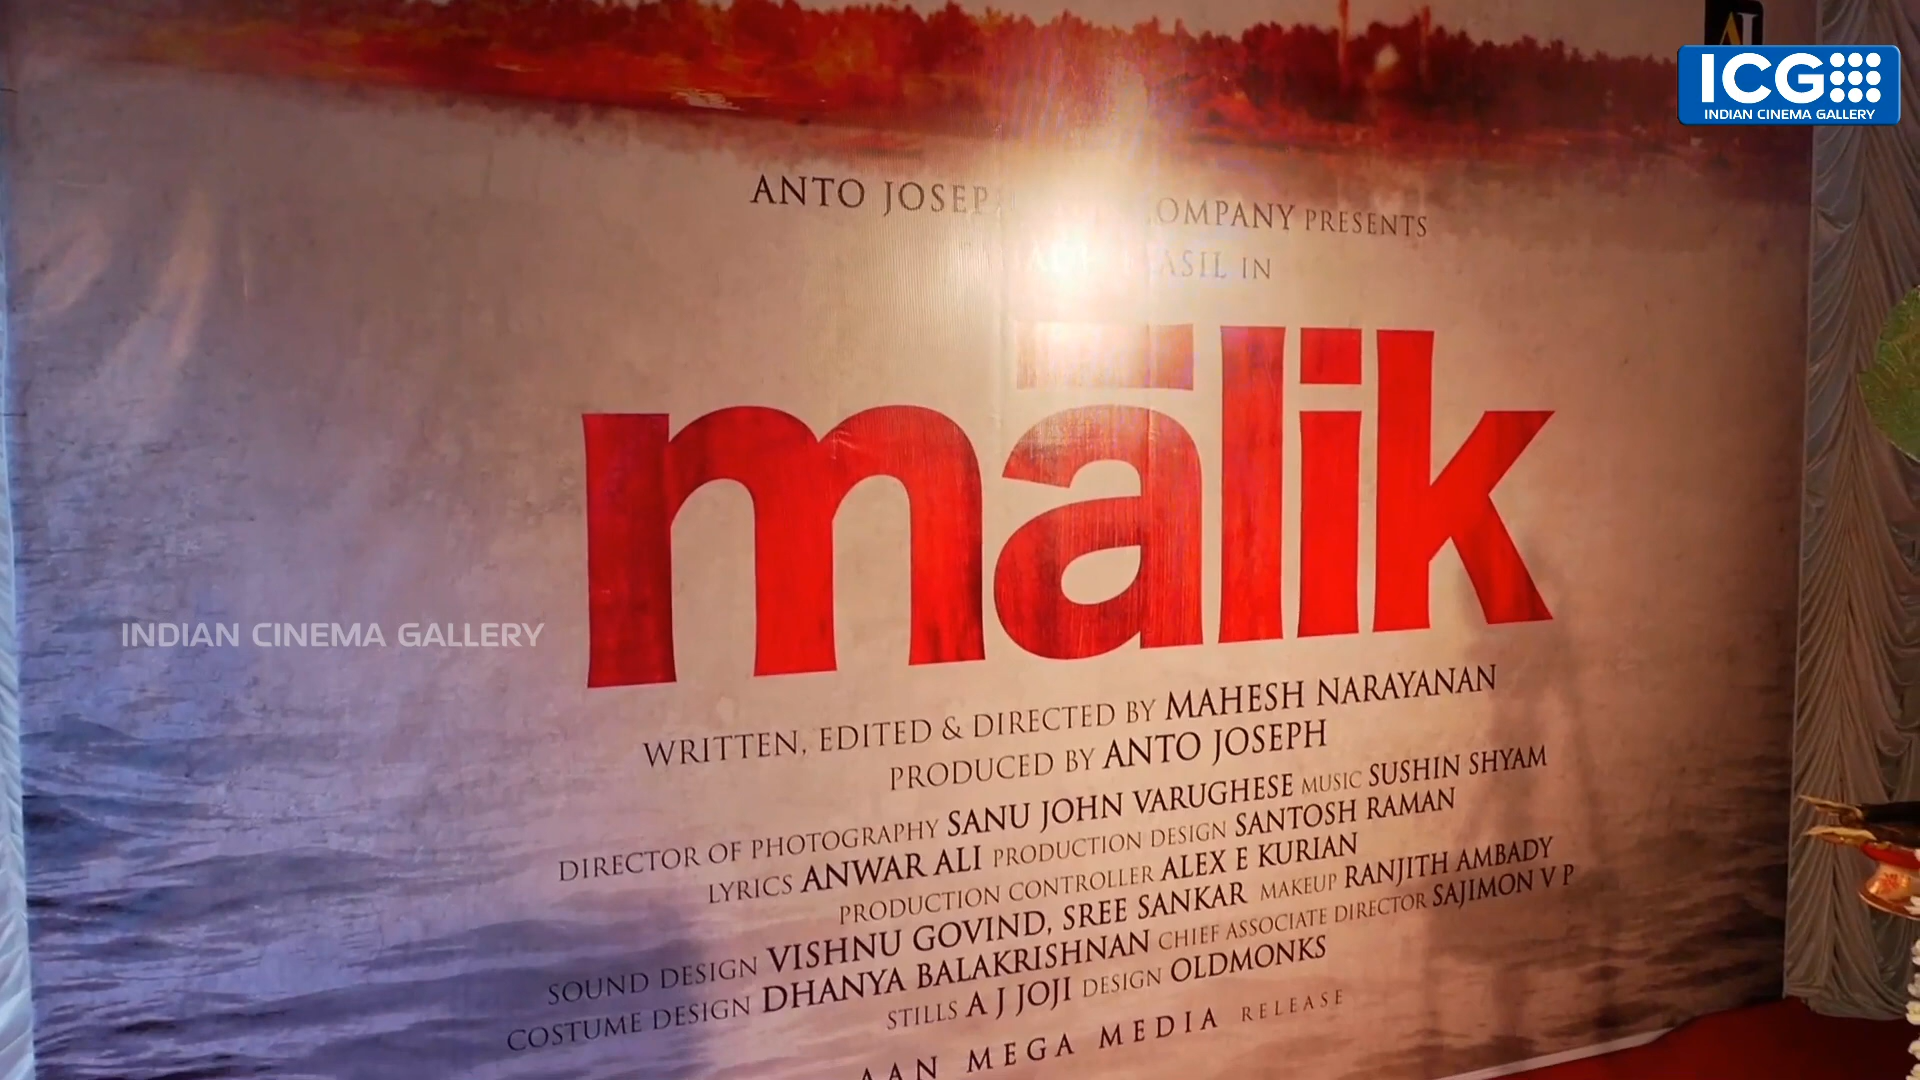 ICG
INDIAN CINEMA GALLERY
ANTO PRESENTS
IN
mālik
INDIAN CINEMA GALLERY
WRITTEN, EDITED & DIRECTED BY MAHESH NARAYANAN
PRODUCED BY ANTO JOSEPH
DIRECTOR OF PHOTOGRAPHY SANU JOHN VARUGHESE MUSIC SUSHIN SHYAM
LYRICS ANWAR ALI PRODUCTION DESIGN SANTOSH RAMAN
PRODUCTION CONTROLLER ALEX E KURIAN
SOUND DESIGN VISHNU GOVIND, SREE SANKAR MAKEUP RANJITH AMBADY
COSTUME DESIGN DHANYA BALAKRISHNAN CHIEF ASSOCIATE DIRECTOR SAJIMON V P
STILLS A J JOJI DESIGN OLDMONKS
MEGA MEDIA RELEASE